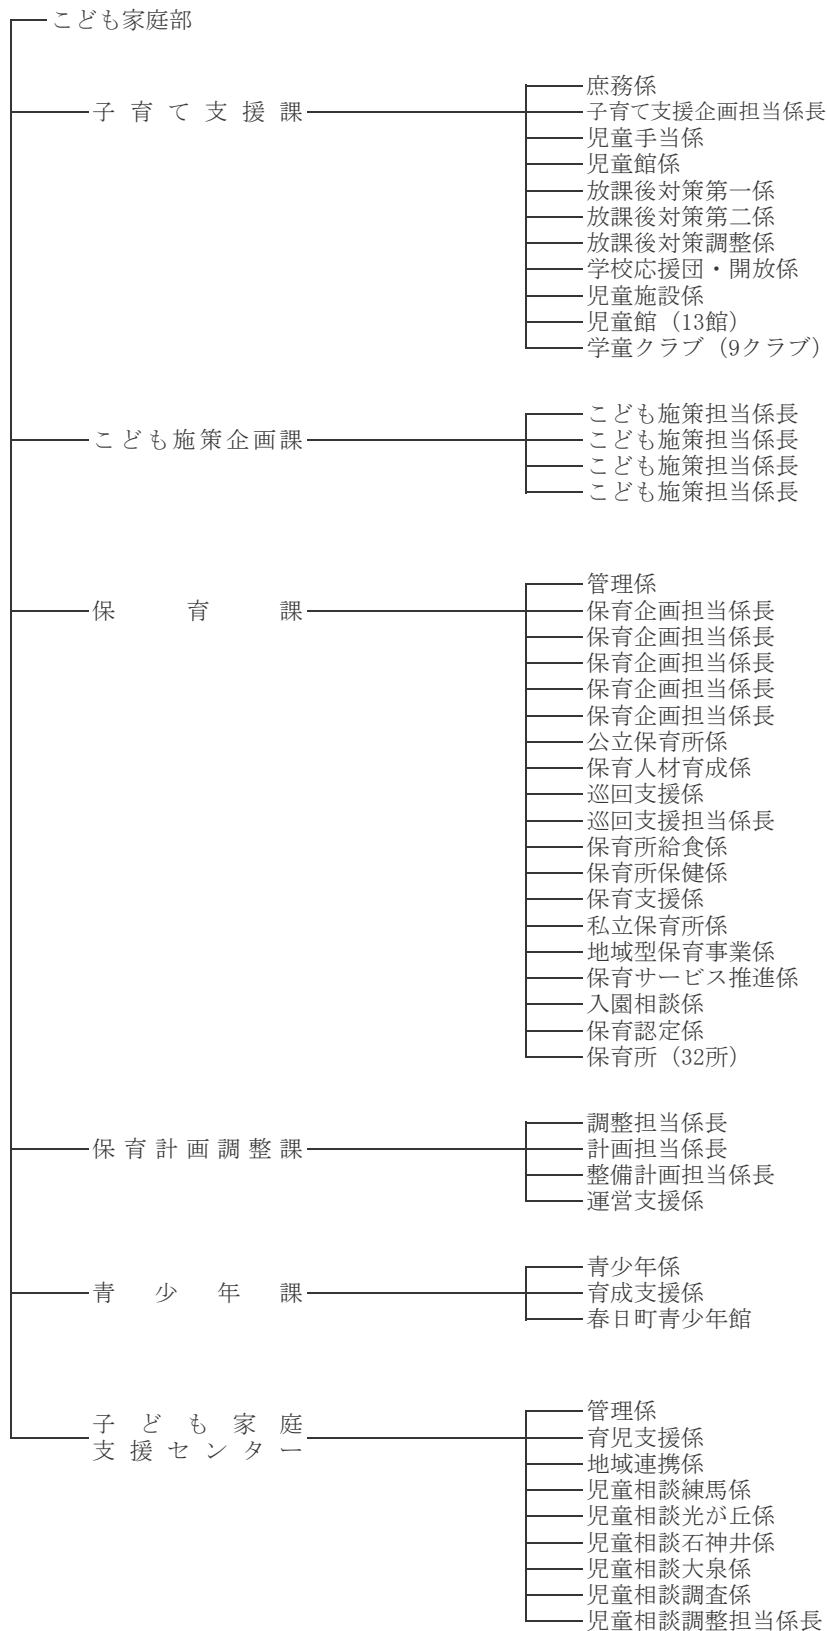 こども家庭部
子育て支援課
庶務係
子育て支援企画担当係長
児童手当係
児童館係
放課後対策第一係
放課後対策第二係
放課後対策調整係
学校応援団・開放係
児童施設係
児童館（13館）
学童クラブ（9クラブ）
こども施策企画課
こども施策担当係長
こども施策担当係長
こども施策担当係長
こども施策担当係長
保育課
管理係
保育企画担当係長
保育企画担当係長
保育企画担当係長
保育企画担当係長
保育企画担当係長
公立保育所係
保育人材育成係
巡回支援係
巡回支援担当係長
保育所給食係
保育所保健係
保育支援係
私立保育所係
地域型保育事業係
保育サービス推進係
入園相談係
保育認定係
保育所（32所）
保育計画調整課
調整担当係長
計画担当係長
整備計画担当係長
運営支援係
青少年課
青少年係
育成支援係
春日町青少年館
子ども家庭
支援センター
管理係
育児支援係
地域連携係
児童相談練馬係
児童相談光が丘係
児童相談石神井係
児童相談大泉係
児童相談調査係
児童相談調整担当係長